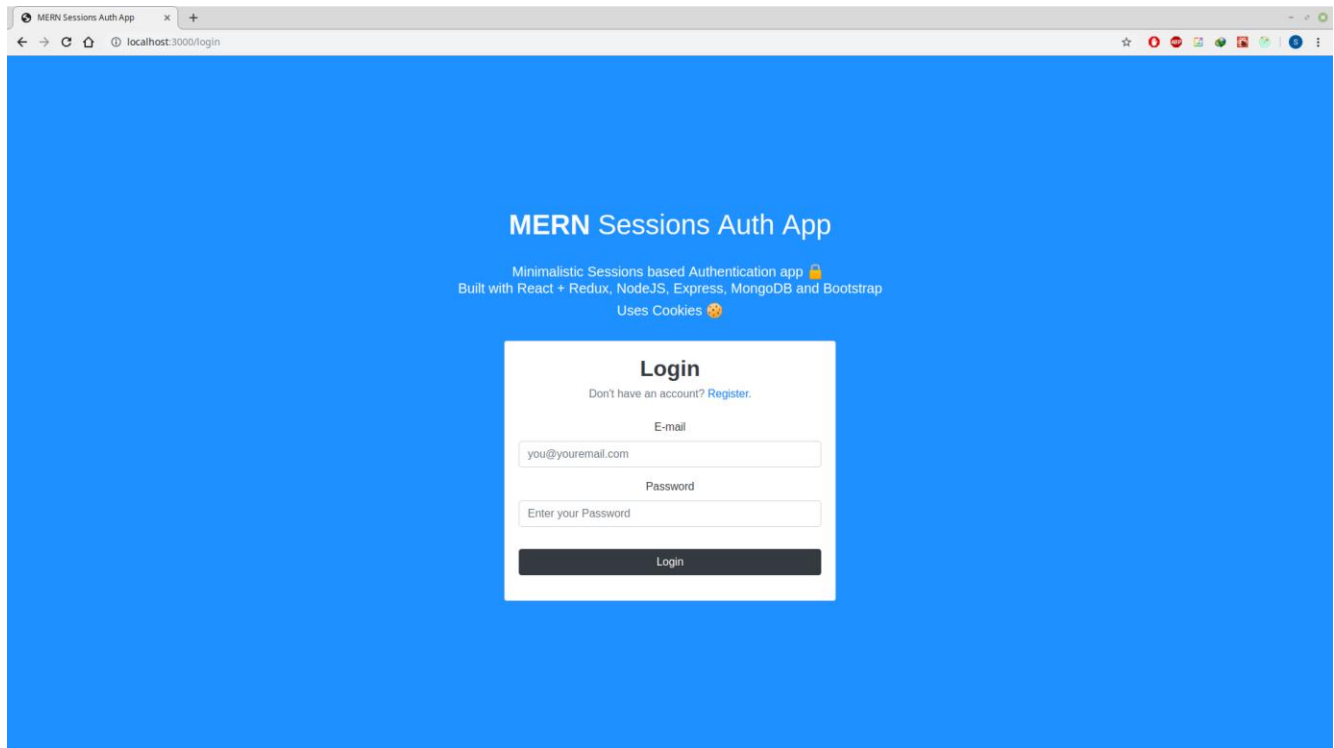 MERN Sessions Auth App
localhost:3000/login
MERN Sessions Auth App
Minimalistic Sessions based Authentication app 🔒
Built with React + Redux, NodeJS, Express, MongoDB and Bootstrap
Uses Cookies 🍪
Login
Don't have an account? Register.
E-mail
you@youremail.com
Password
Enter your Password
Login